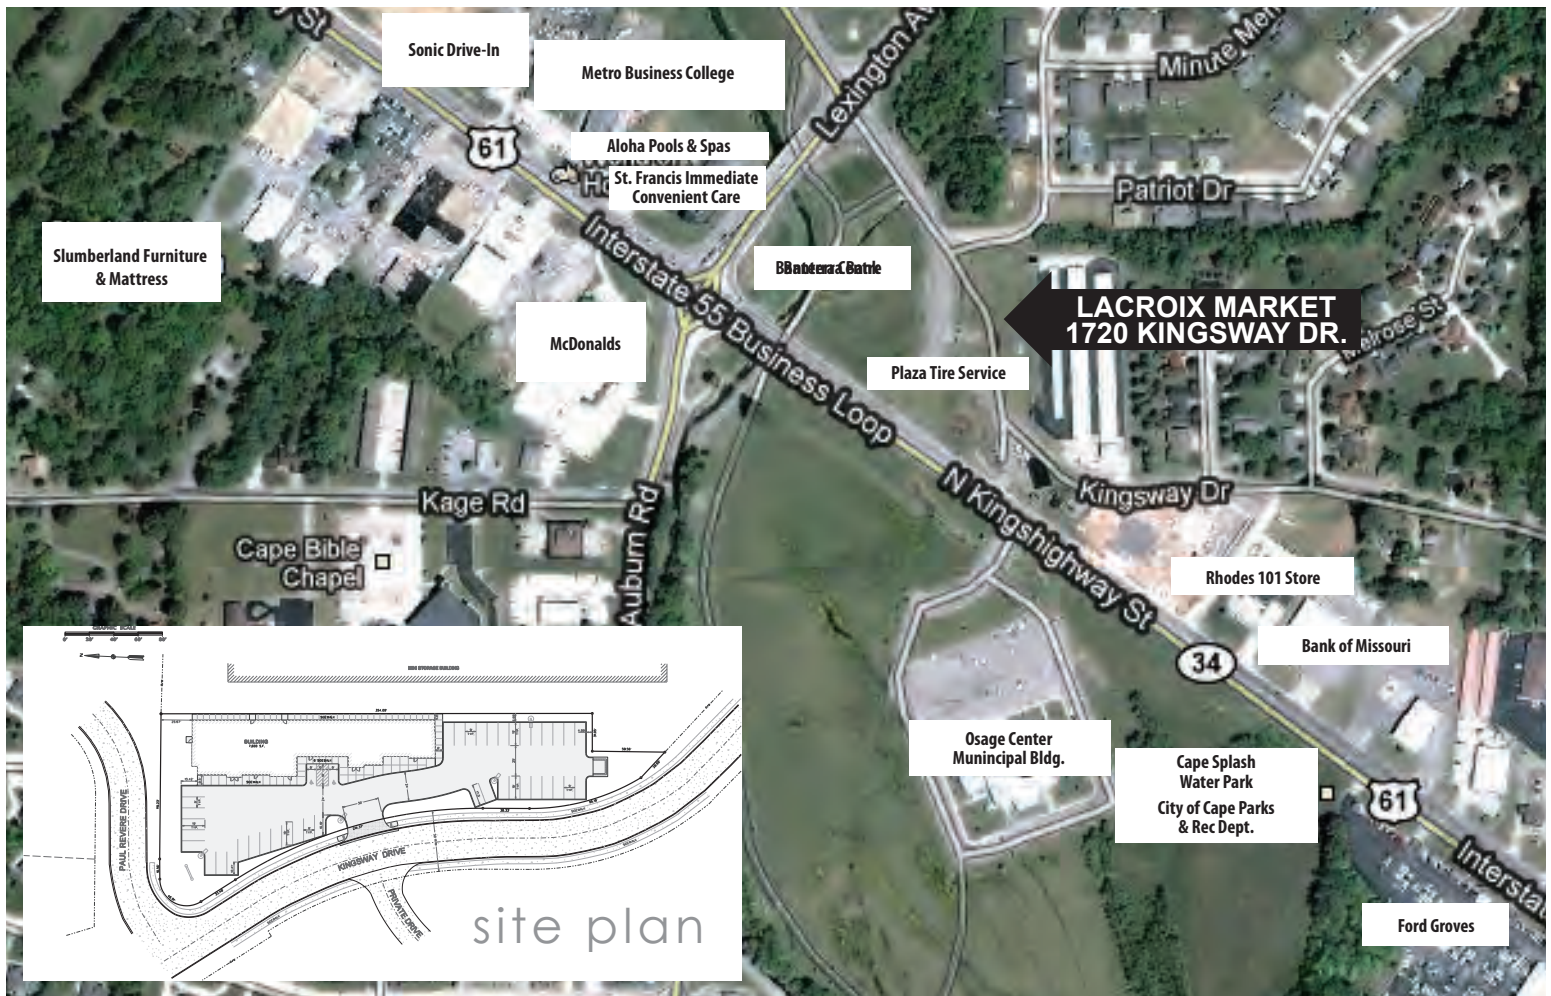 y St
Sonic Drive-In
Metro Business College
Lexington Av
Minute Men
61
Aloha Pools & Spas
St. Francis Immediate
Convenient Care
Patriot Dr
Slumberland Furniture
& Mattress
Interstate 55 Business Loop
LACROIX MARKET
1720 KINGSWAY DR.
Melrose St
McDonalds
Plaza Tire Service
Kage Rd
Auburn Rd
N Kingshighway St
Kingsway Dr
Cape Bible
Chapel
Rhodes 101 Store
Bank of Missouri
34
Osage Center
Munincipal Bldg.
Cape Splash
Water Park
City of Cape Parks
& Rec Dept.
61
Interstat
Ford Groves
GRAPHIC SCALE
BUILDING
PAUL REVERE DRIVE
KINGSWAY DRIVE
PRIVATE DRIVE
site plan